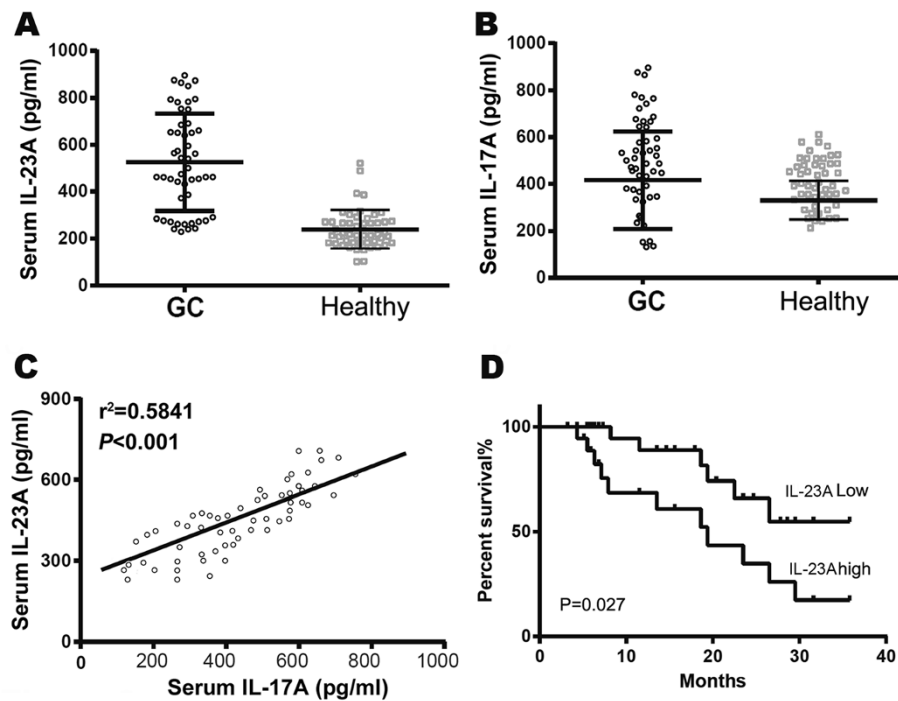 A
Serum IL-23A (pg/ml)
1000
800
600
400
200
0
GC
Healthy
B
Serum IL-17A (pg/ml)
1000
800
600
400
200
0
GC
Healthy
C
Serum IL-23A (pg/ml)
900
600
300
0
r²=0.5841
P<0.001
200
400
600
800
1000
Serum IL-17A (pg/ml)
D
Percent survival%
100
50
0
IL-23A Low
IL-23Ahigh
P=0.027
0
10
20
30
40
Months